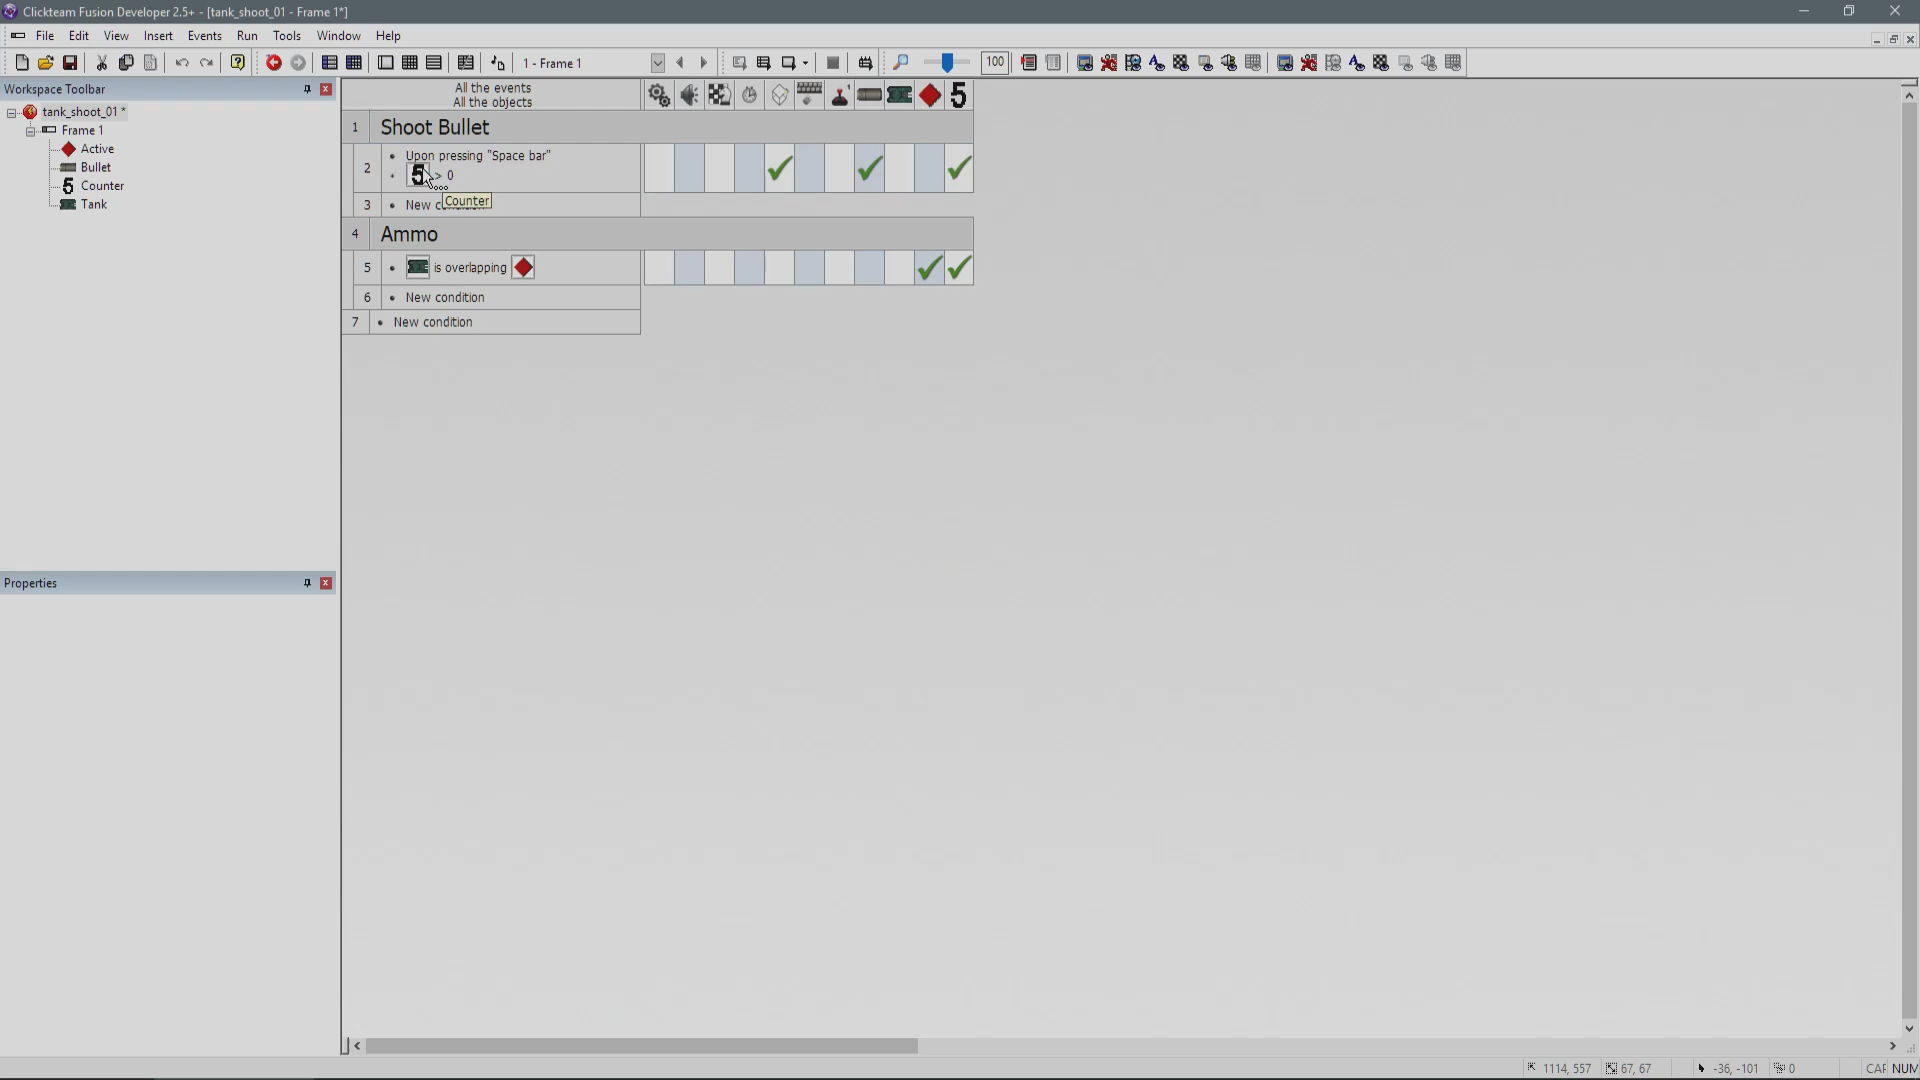 Clickteam Fusion Developer 2.5+ - [tank_shoot_01 - Frame 1*]
File Edit View Insert Events Run Tools Window Help
1 - Frame 1
100
Workspace Toolbar
tank_shoot_01 *
Frame 1
Active
Bullet
5 Counter
Tank
Properties
All the events
All the objects
5
1 Shoot Bullet
2 Upon pressing "Space bar"
5 > 0
Counter
3 New
4 Ammo
5 is overlapping
6 New condition
7 New condition
1114, 557 67, 67 -36, -101 0 CAP NUM